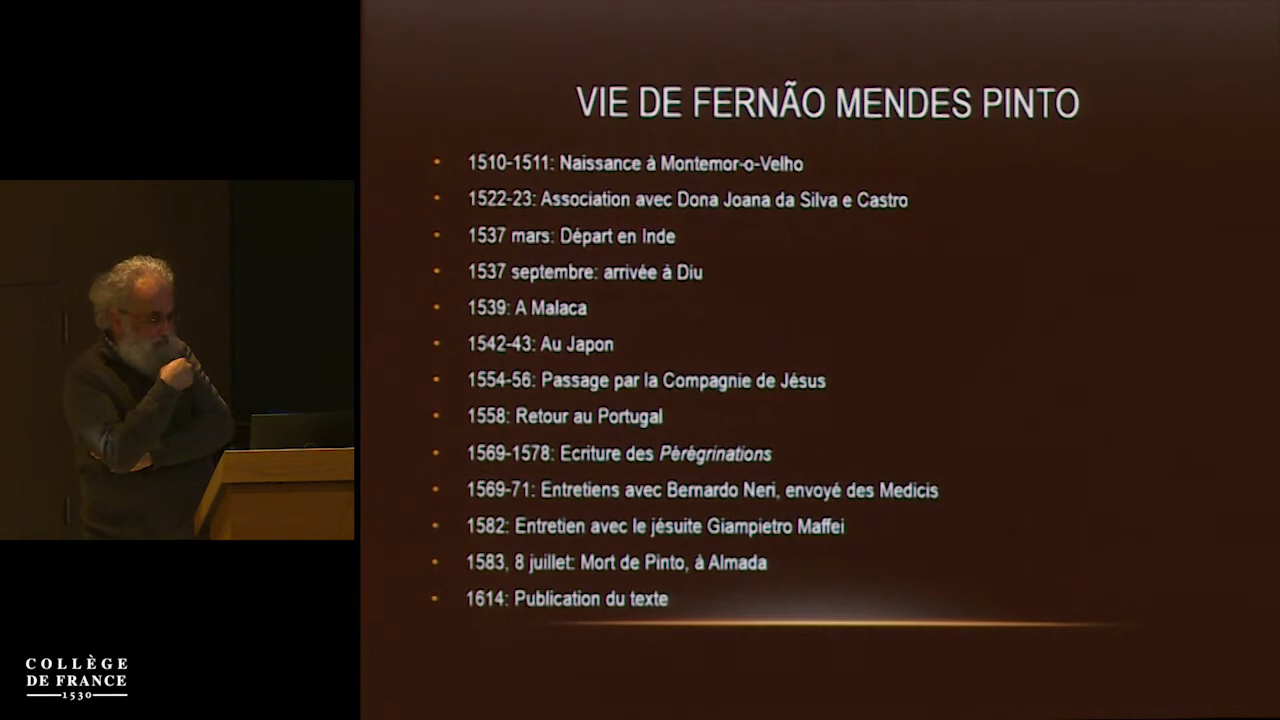 VIE DE FERNÃO MENDES PINTO
• 1510-1511: Naissance à Montemor-o-Velho
• 1522-23: Association avec Dona Joana da Silva e Castro
• 1537 mars: Départ en Inde
• 1537 septembre: arrivée à Diu
• 1539: A Malaca
• 1542-43: Au Japon
• 1554-56: Passage par la Compagnie de Jésus
• 1558: Retour au Portugal
• 1569-1578: Ecriture des Pérégrinations
• 1569-71: Entretiens avec Bernardo Neri, envoyé des Medicis
• 1582: Entretien avec le jésuite Giampietro Maffei
• 1583, 8 juillet: Mort de Pinto, à Almada
• 1614: Publication du texte
COLLÈGE
DE FRANCE
1530